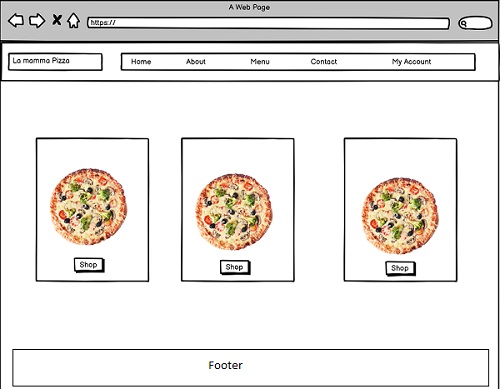 A Web Page
https://
La mamma Pizza
Home About Menu Contact My Account
Shop Shop Shop
Footer